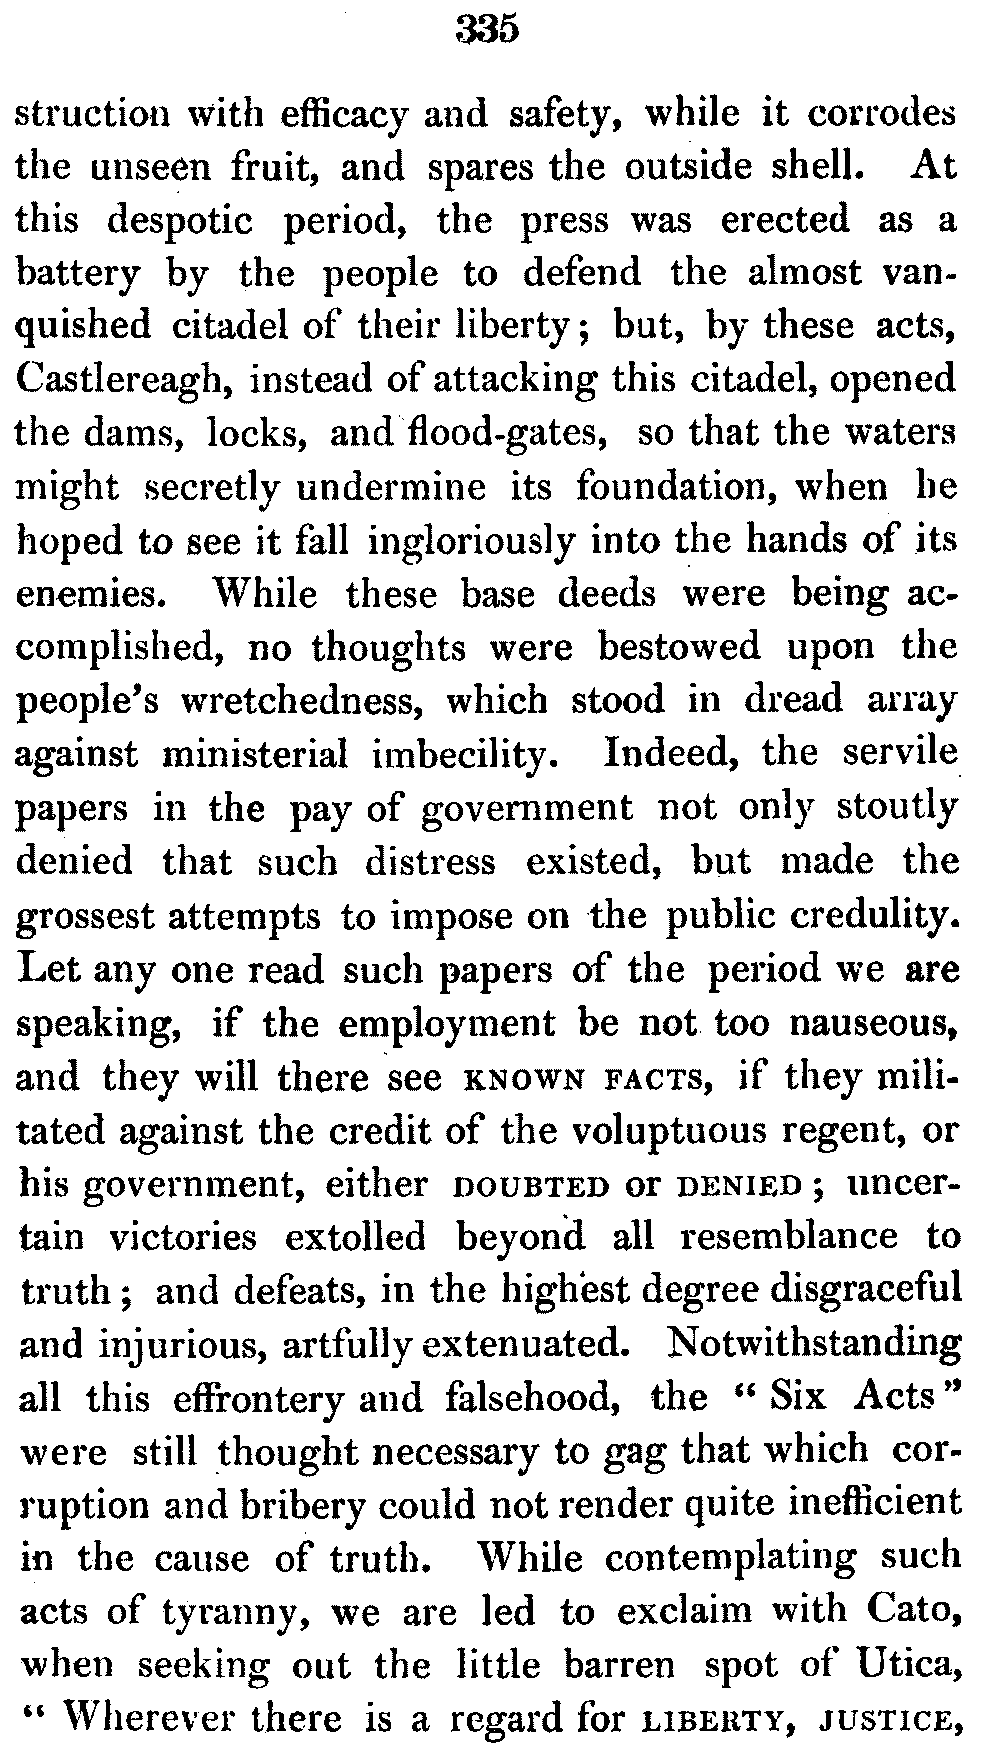 335
struction with efficacy and safety, while it corrodes
the unseen fruit, and spares the outside shell. At
this despotic period, the press was erected as a
battery by the people to defend the almost van-
quished citadel of their liberty; but, by these acts,
Castlereagh, instead of attacking this citadel, opened
the dams, locks, and flood-gates, so that the waters
might secretly undermine its foundation, when he
hoped to see it fall ingloriously into the hands of its
enemies. While these base deeds were being ac-
complished, no thoughts were bestowed upon the
people's wretchedness, which stood in dread array
against ministerial imbecility. Indeed, the servile
papers in the pay of government not only stoutly
denied that such distress existed, but made the
grossest attempts to impose on the public credulity.
Let any one read such papers of the period we are
speaking, if the employment be not too nauseous,
and they will there see KNOWN FACTS, if they mili-
tated against the credit of the voluptuous regent, or
his government, either DOUBTED or DENIED; uncer-
tain victories extolled beyond all resemblance to
truth; and defeats, in the highest degree disgraceful
and injurious, artfully extenuated. Notwithstanding
all this effrontery and falsehood, the "Six Acts"
were still thought necessary to gag that which cor-
ruption and bribery could not render quite inefficient
in the cause of truth. While contemplating such
acts of tyranny, we are led to exclaim with Cato,
when seeking out the little barren spot of Utica,
"Wherever there is a regard for LIBERTY, JUSTICE,